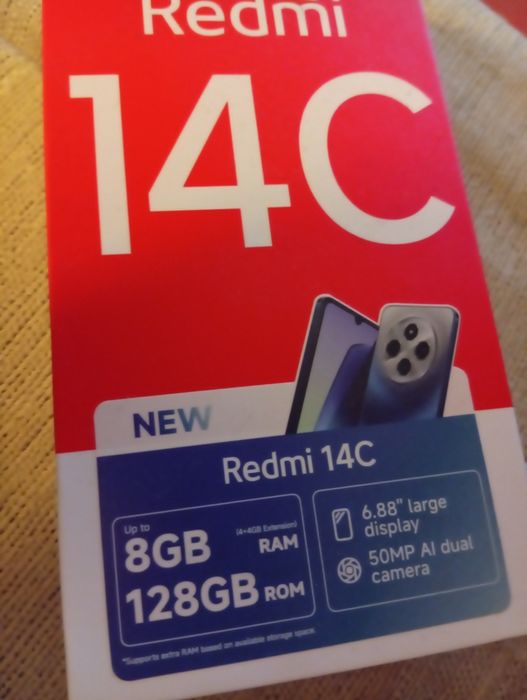 Redmi
14C
NEW
Redmi 14C
Up to
8GB
(4+4GB Extension)
RAM
128GB ROM
6.88" large
display
50MP AI dual
camera
*Supports extra RAM based on available storage space.